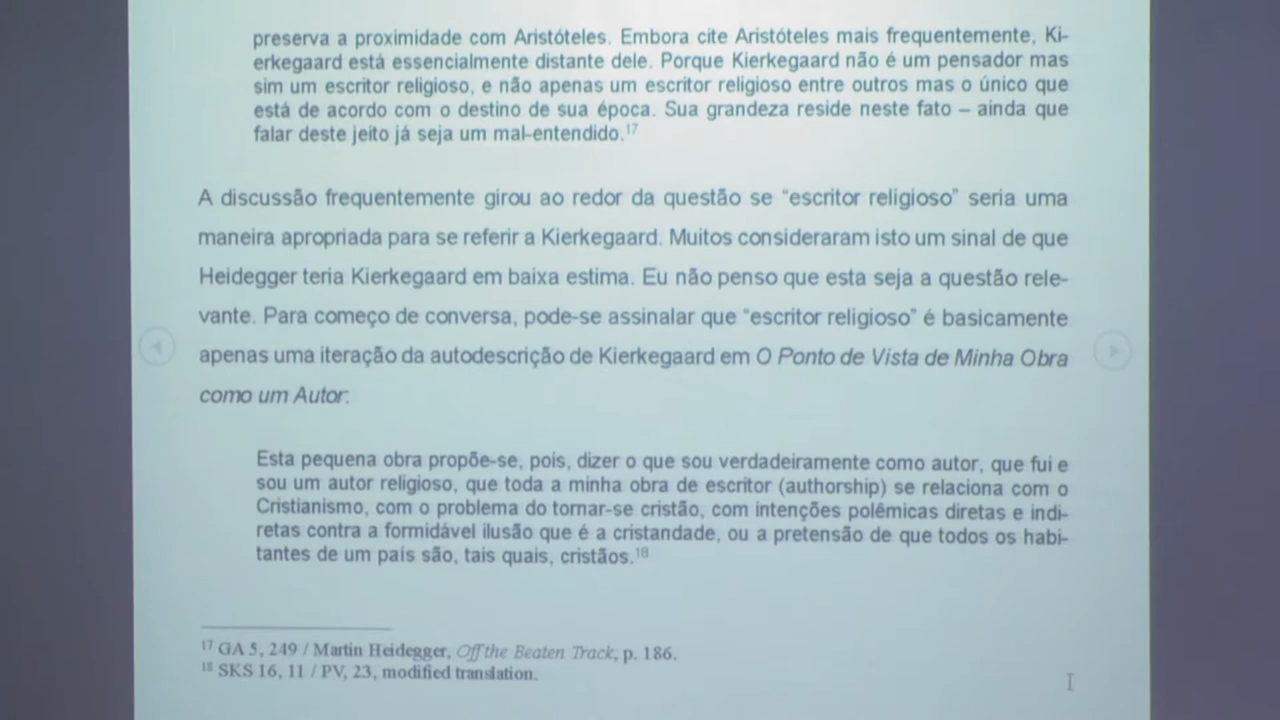 preserva a proximidade com Aristóteles. Embora cite Aristóteles mais frequentemente, Ki-
erkegaard está essencialmente distante dele. Porque Kierkegaard não é um pensador mas
sim um escritor religioso, e não apenas um escritor religioso entre outros mas o único que
está de acordo com o destino de sua época. Sua grandeza reside neste fato – ainda que
falar deste jeito já seja um mal-entendido.17
A discussão frequentemente girou ao redor da questão se “escritor religioso” seria uma
maneira apropriada para se referir a Kierkegaard. Muitos consideraram isto um sinal de que
Heidegger teria Kierkegaard em baixa estima. Eu não penso que esta seja a questão rele-
vante. Para começo de conversa, pode-se assinalar que “escritor religioso” é basicamente
apenas uma iteração da autodescrição de Kierkegaard em O Ponto de Vista de Minha Obra
como um Autor:
Esta pequena obra propõe-se, pois, dizer o que sou verdadeiramente como autor, que fui e
sou um autor religioso, que toda a minha obra de escritor (authorship) se relaciona com o
Cristianismo, com o problema do tornar-se cristão, com intenções polêmicas diretas e indi-
retas contra a formidável ilusão que é a cristandade, ou a pretensão de que todos os habi-
tantes de um país são, tais quais, cristãos.18
17 GA 5, 249 / Martin Heidegger, Off the Beaten Track, p. 186.
18 SKS 16, 11 / PV, 23, modified translation.